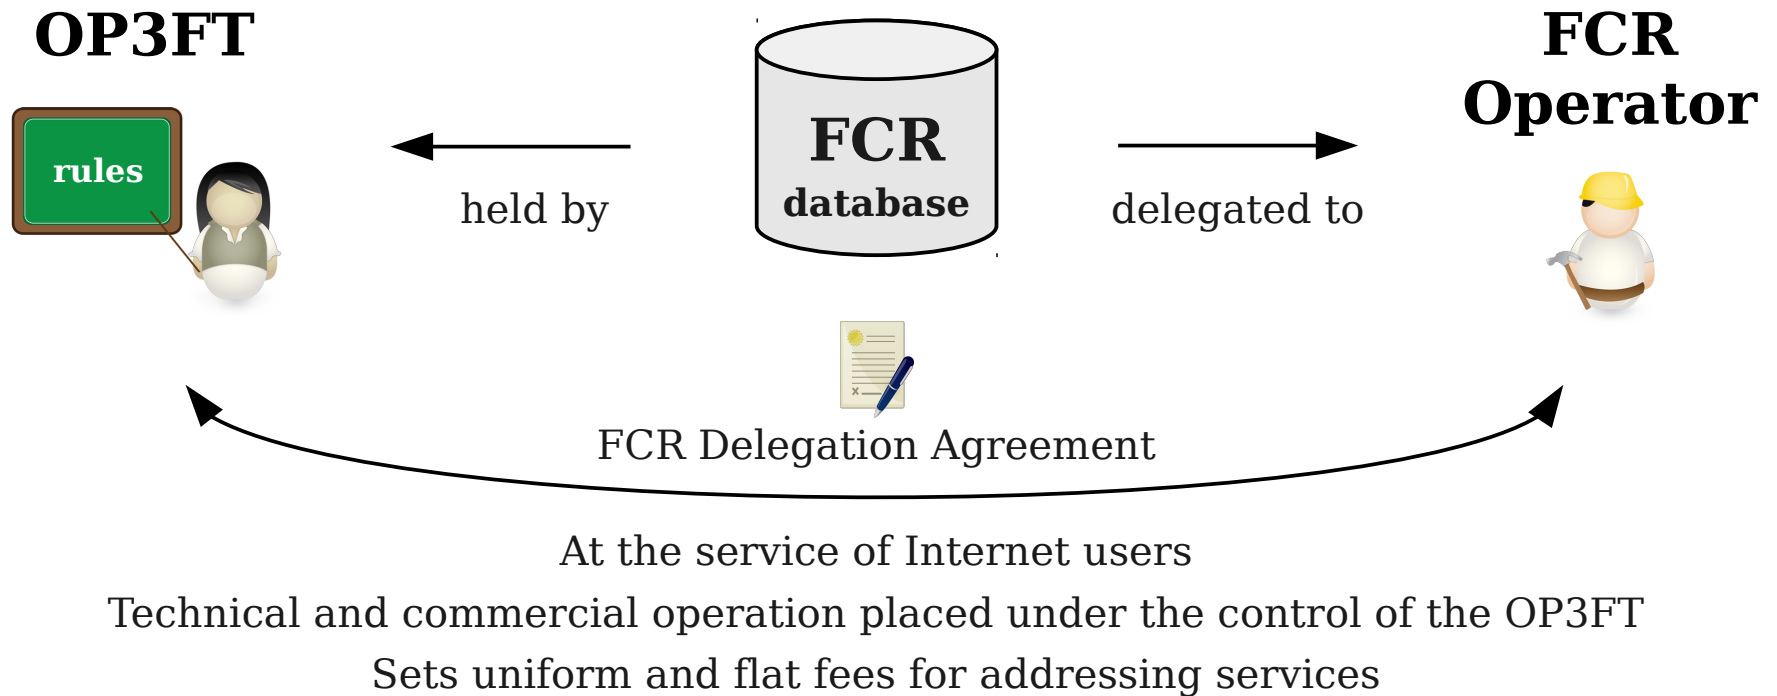 OP3FT
FCR
Operator
rules
FCR
database
held by
delegated to
x
FCR Delegation Agreement
At the service of Internet users
Technical and commercial operation placed under the control of the OP3FT
Sets uniform and flat fees for addressing services